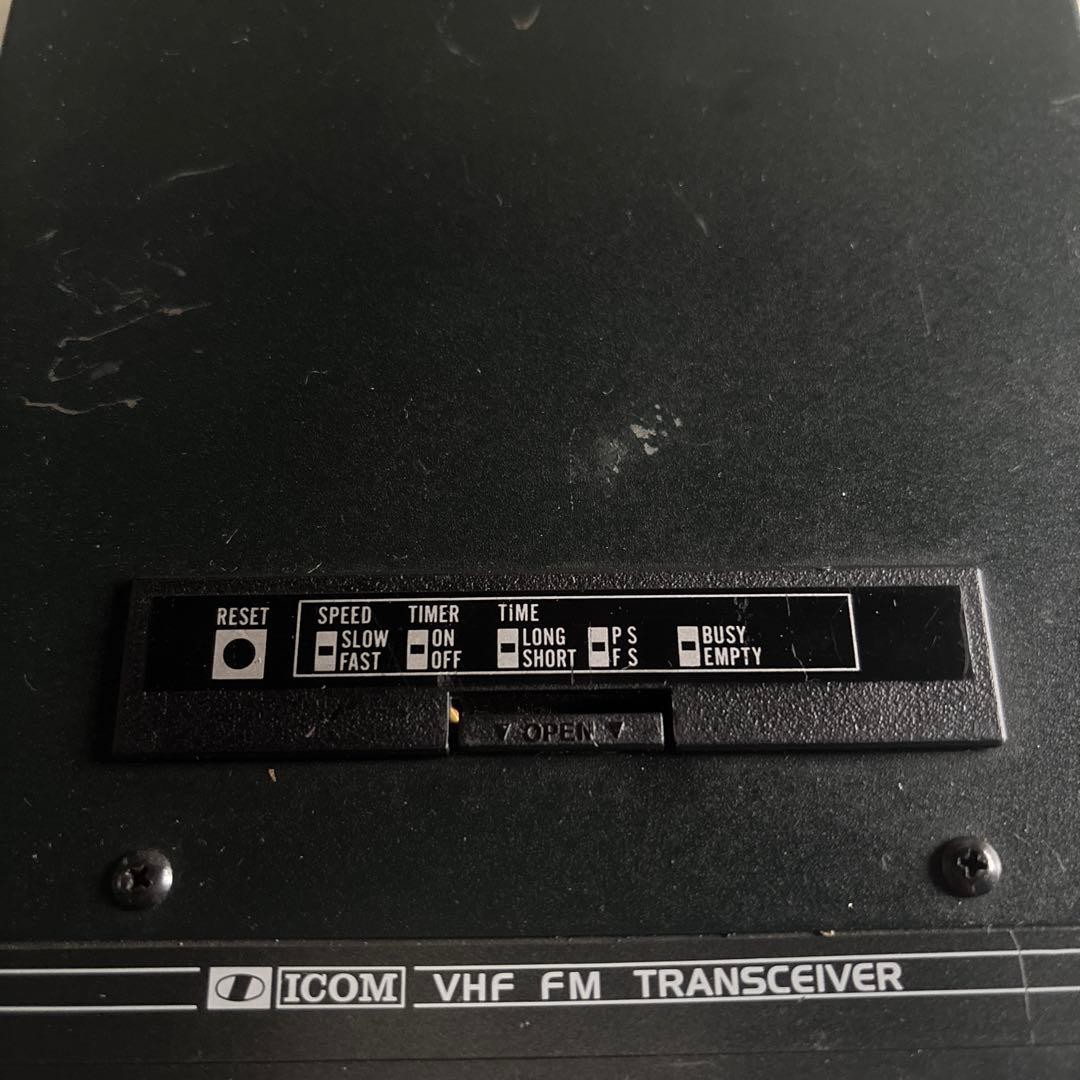 RESET SPEED TIMER TiME
SLOW ON LONG P S BUSY
FAST OFF SHORT F S EMPTY
▼ OPEN ▼
ICOM VHF FM TRANSCEIVER